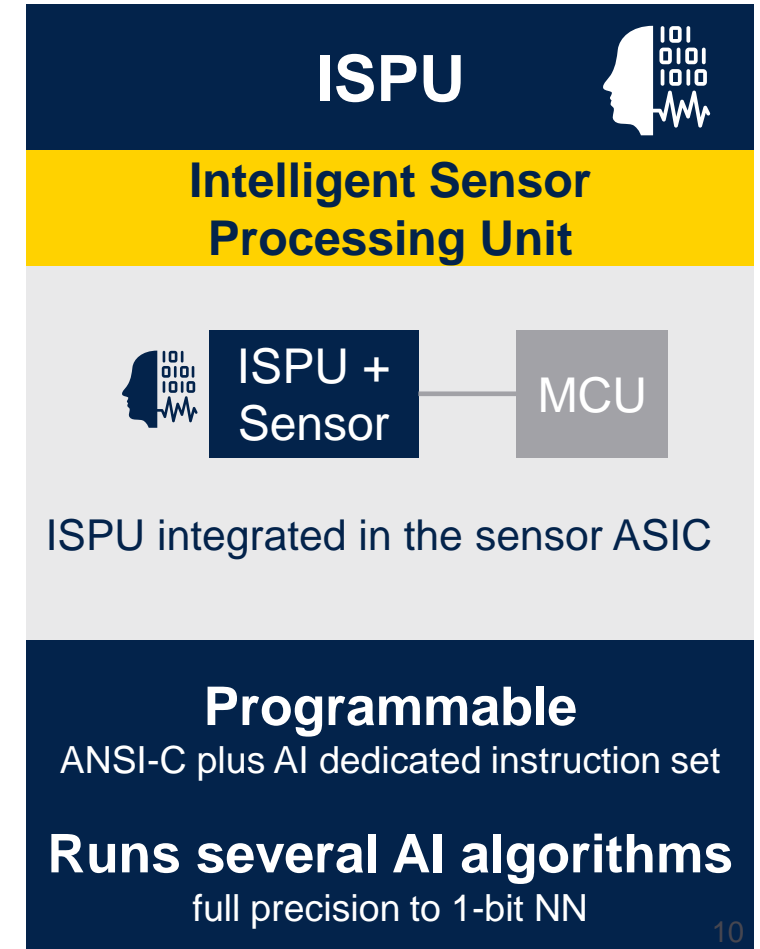 ISPU
101
0101
1010
Intelligent Sensor
Processing Unit
101
0101
1010
ISPU +
Sensor
MCU
ISPU integrated in the sensor ASIC
Programmable
ANSI-C plus AI dedicated instruction set
Runs several AI algorithms
full precision to 1-bit NN
10